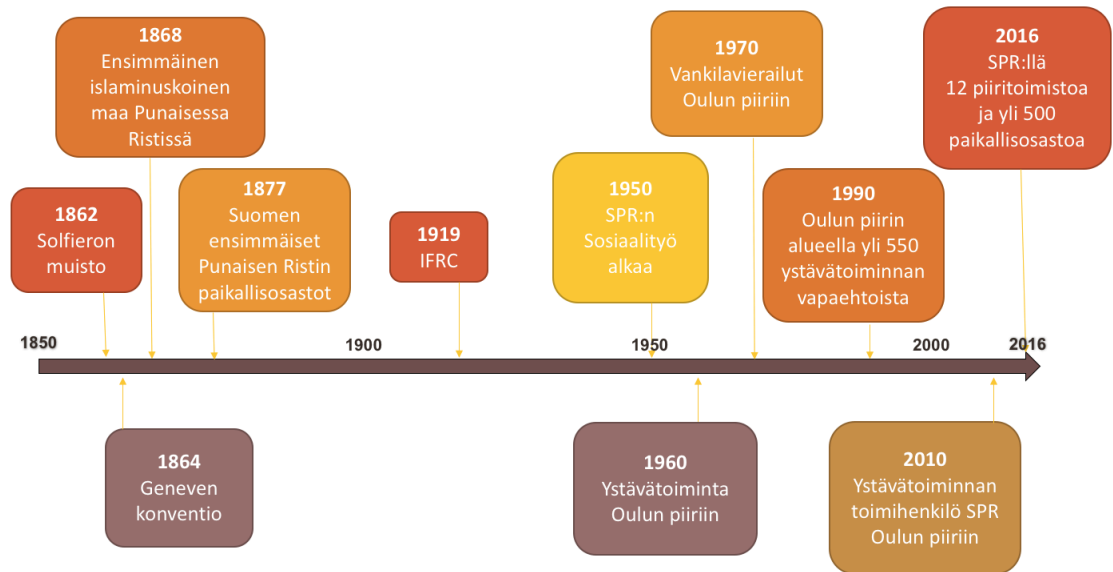 1868
Ensimmäinen
islaminuskoinen
maa Punaisessa
Ristissä
1970
Vankilavierailut
Oulun piiriin
2016
SPR:llä
12 piiritoimistoa
ja yli 500
paikallisosastoa
1862
Solfieron
muisto
1877
Suomen
ensimmäiset
Punaisen Ristin
paikallisosastot
1919
IFRC
1950
SPR:n
Sosiaalityö
alkaa
1990
Oulun piirin
alueella yli 550
ystävätoiminnan
vapaehtoista
1850
1900
1950
2000
2016
1864
Geneven
konventio
1960
Ystävätoiminta
Oulun piiriin
2010
Ystävätoiminnan
toimihenkilö SPR
Oulun piiriin